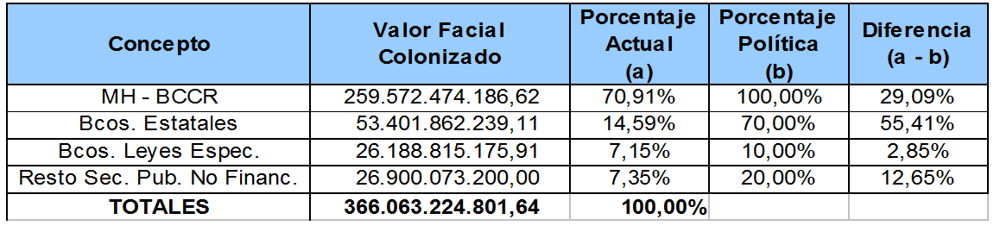 Concepto Valor Facial Colonizado Porcentaje Actual (a) Porcentaje Política (b) Diferencia (a - b)
MH - BCCR 259.572.474.186,62 70,91% 100,00% 29,09%
Bcos. Estatales 53.401.862.239,11 14,59% 70,00% 55,41%
Bcos. Leyes Espec. 26.188.815.175,91 7,15% 10,00% 2,85%
Resto Sec. Pub. No Financ. 26.900.073.200,00 7,35% 20,00% 12,65%
TOTALES 366.063.224.801,64 100,00%